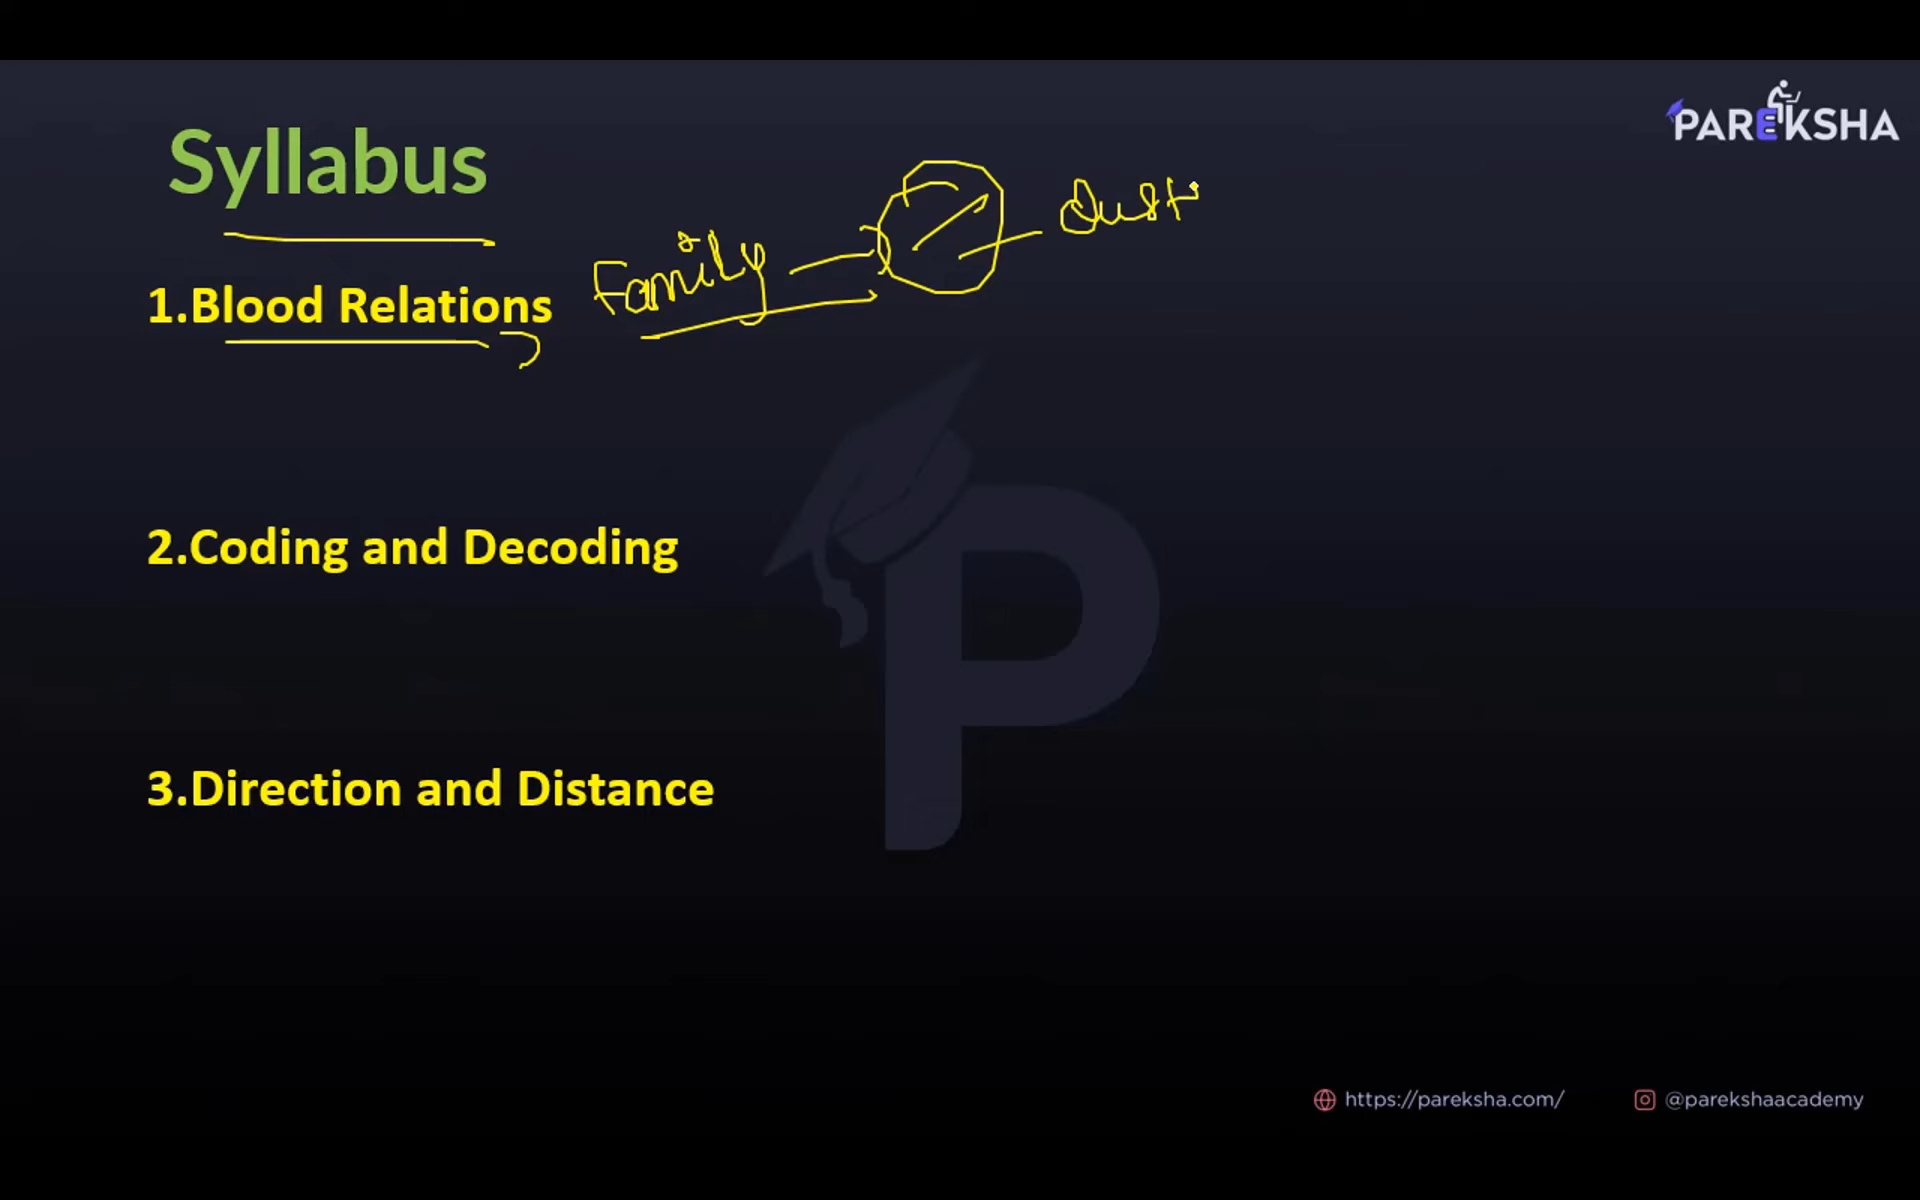 PAREKSHA
Syllabus
Family
1.Blood Relations
2.Coding and Decoding
P
3.Direction and Distance
https://pareksha.com/
@parekshaacademy